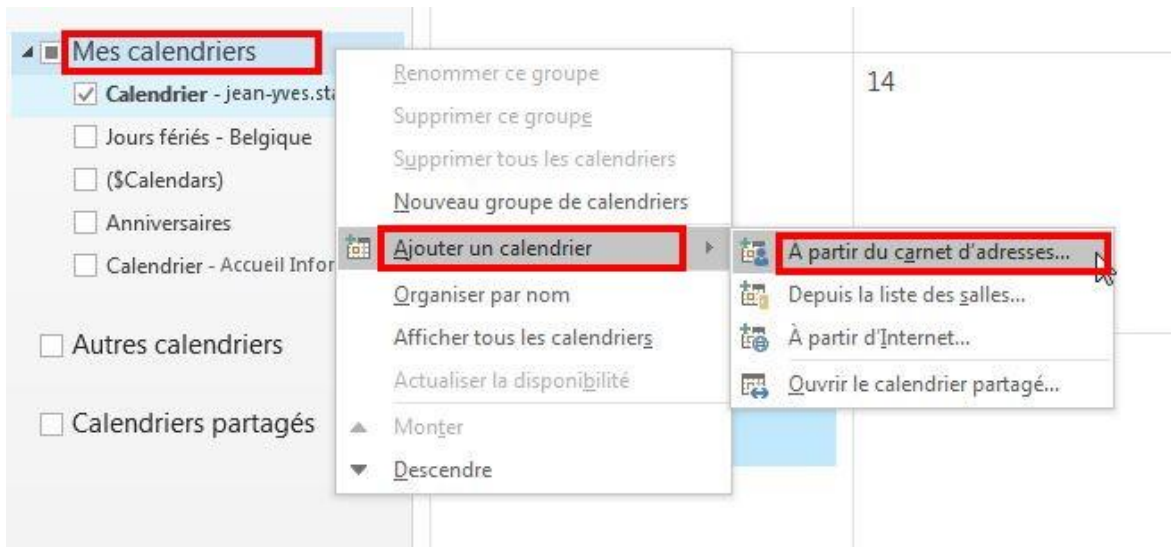 Mes calendriers
Calendrier - jean-yves.sta
Jours fériés - Belgique
($Calendars)
Anniversaires
Calendrier - Accueil Infor
Autres calendriers
Calendriers partagés
Renommer ce groupe
Supprimer ce groupe
Supprimer tous les calendriers
Nouveau groupe de calendriers
Ajouter un calendrier
Organiser par nom
Afficher tous les calendriers
Actualiser la disponibilité
Monter
Descendre
À partir du carnet d'adresses...
Depuis la liste des salles...
À partir d'Internet...
Ouvrir le calendrier partagé...
14